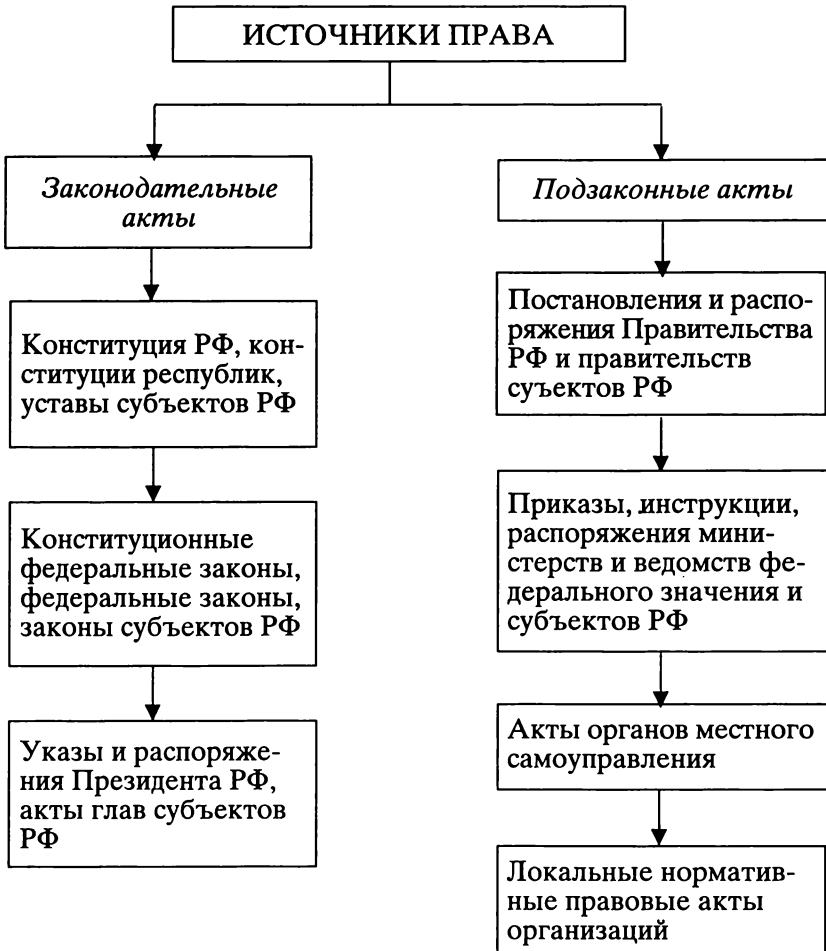 ИСТОЧНИКИ ПРАВА
Законодательные
акты
Конституция РФ, кон-
ституции республик,
уставы субъектов РФ
Конституционные
федеральные законы,
федеральные законы,
законы субъектов РФ
Указы и распоряже-
ния Президента РФ,
акты глав субъектов
РФ
Подзаконные акты
Постановления и распо-
ряжения Правительства
РФ и правительств
суъектов РФ
Приказы, инструкции,
распоряжения мини-
стерств и ведомств фе-
дерального значения и
субъектов РФ
Акты органов местного
самоуправления
Локальные норматив-
ные правовые акты
организаций